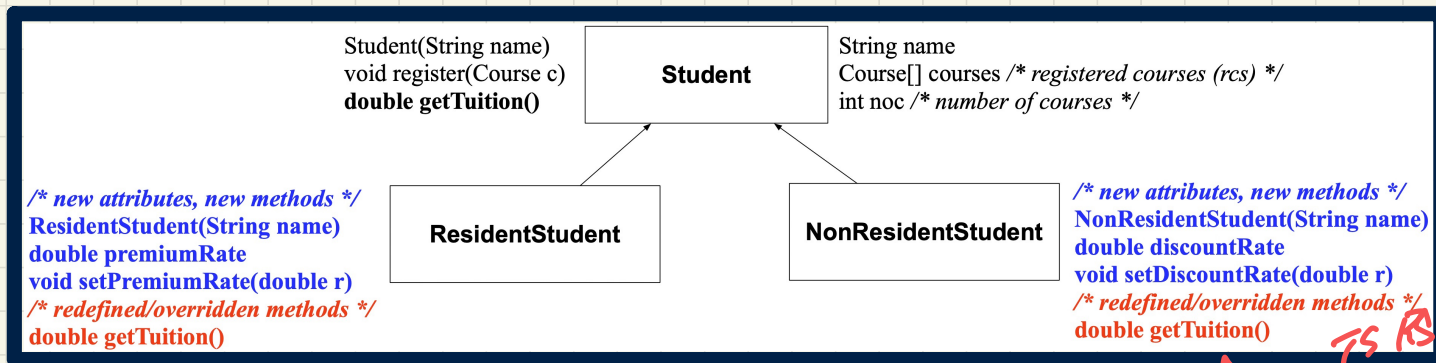 Student(String name)
void register(Course c)
double getTuition()
Student
String name
Course[] courses /* registered courses (rcs) */
int noc /* number of courses */
/* new attributes, new methods */
ResidentStudent(String name)
double premiumRate
void setPremiumRate(double r)
/* redefined/overridden methods */
double getTuition()
ResidentStudent
NonResidentStudent
/* new attributes, new methods */
NonResidentStudent(String name)
double discountRate
void setDiscountRate(double r)
/* redefined/overridden methods */
double getTuition()